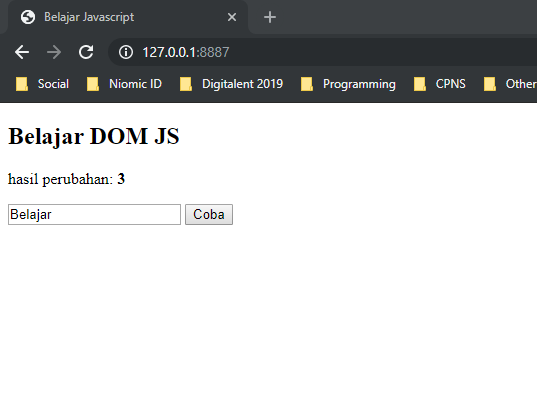 Belajar Javascript
127.0.0.1:8887
Social Niomic ID Digitalent 2019 Programming CPNS Other
Belajar DOM JS
hasil perubahan: 3
Belajar Coba